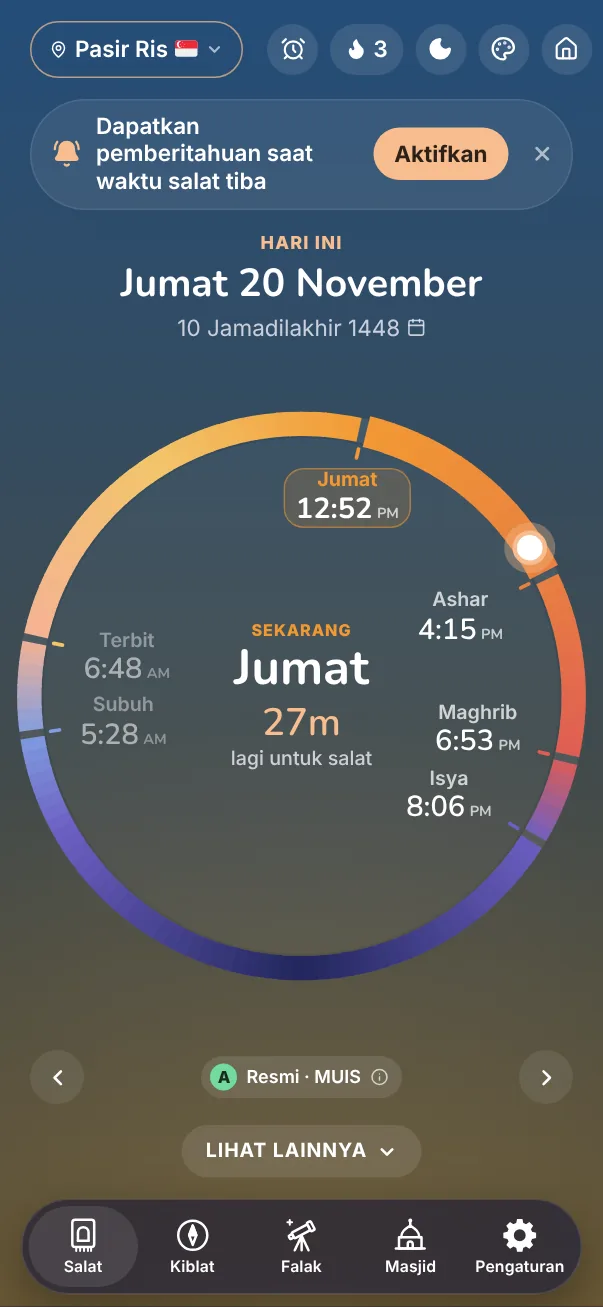 Pasir Ris
3
Dapatkan
pemberitahuan saat
waktu salat tiba
Aktifkan
HARI INI
Jumat 20 November
10 Jamadilakhir 1448
Jumat
12:52 PM
Ashar
4:15 PM
Terbit
6:48 AM
Subuh
5:28 AM
SEKARANG
Jumat
27m
lagi untuk salat
Maghrib
6:53 PM
Isya
8:06 PM
A Resmi · MUIS
LIHAT LAINNYA
Salat
Kiblat
Falak
Masjid
Pengaturan